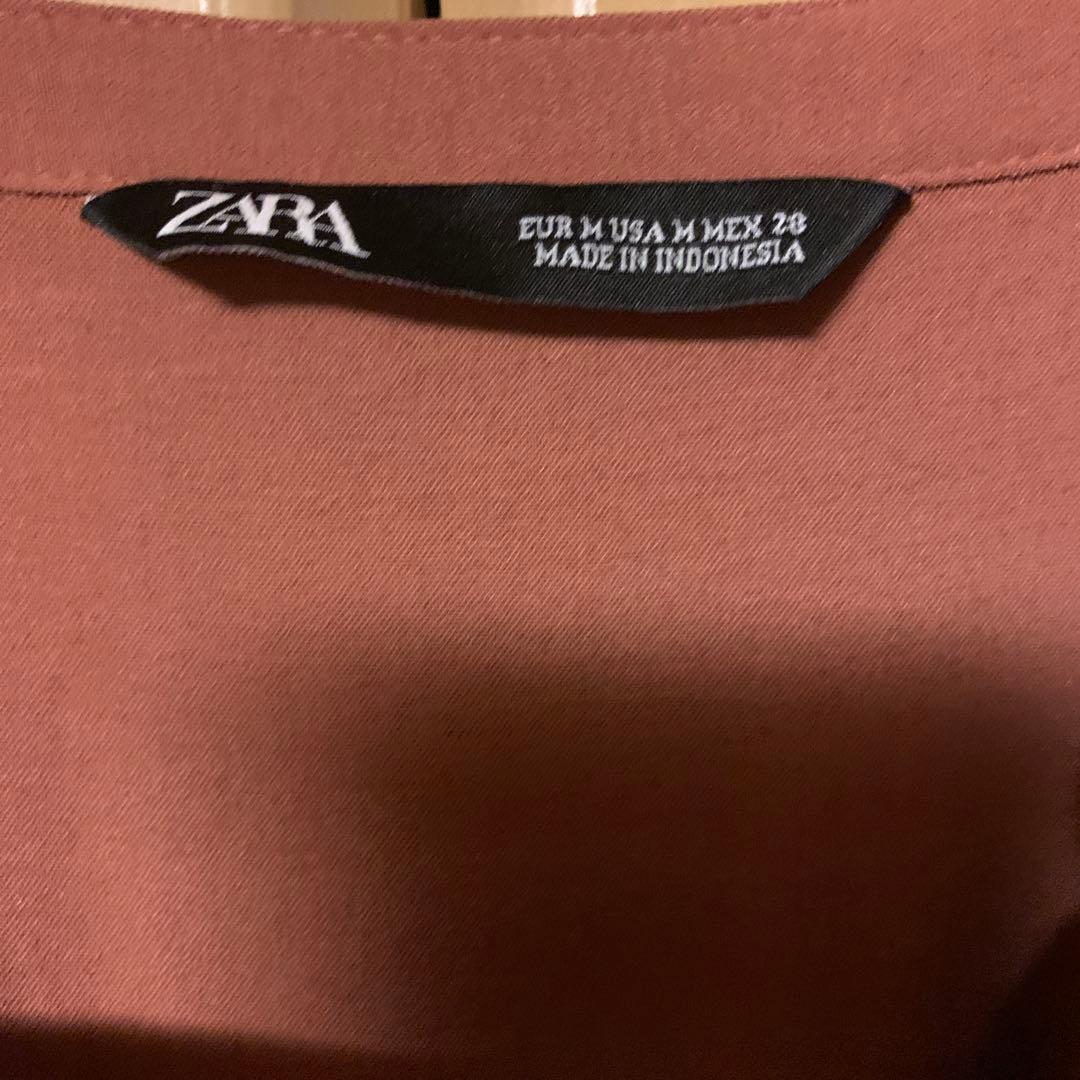 ZARA
EUR M USA M MEX 28
MADE IN INDONESIA